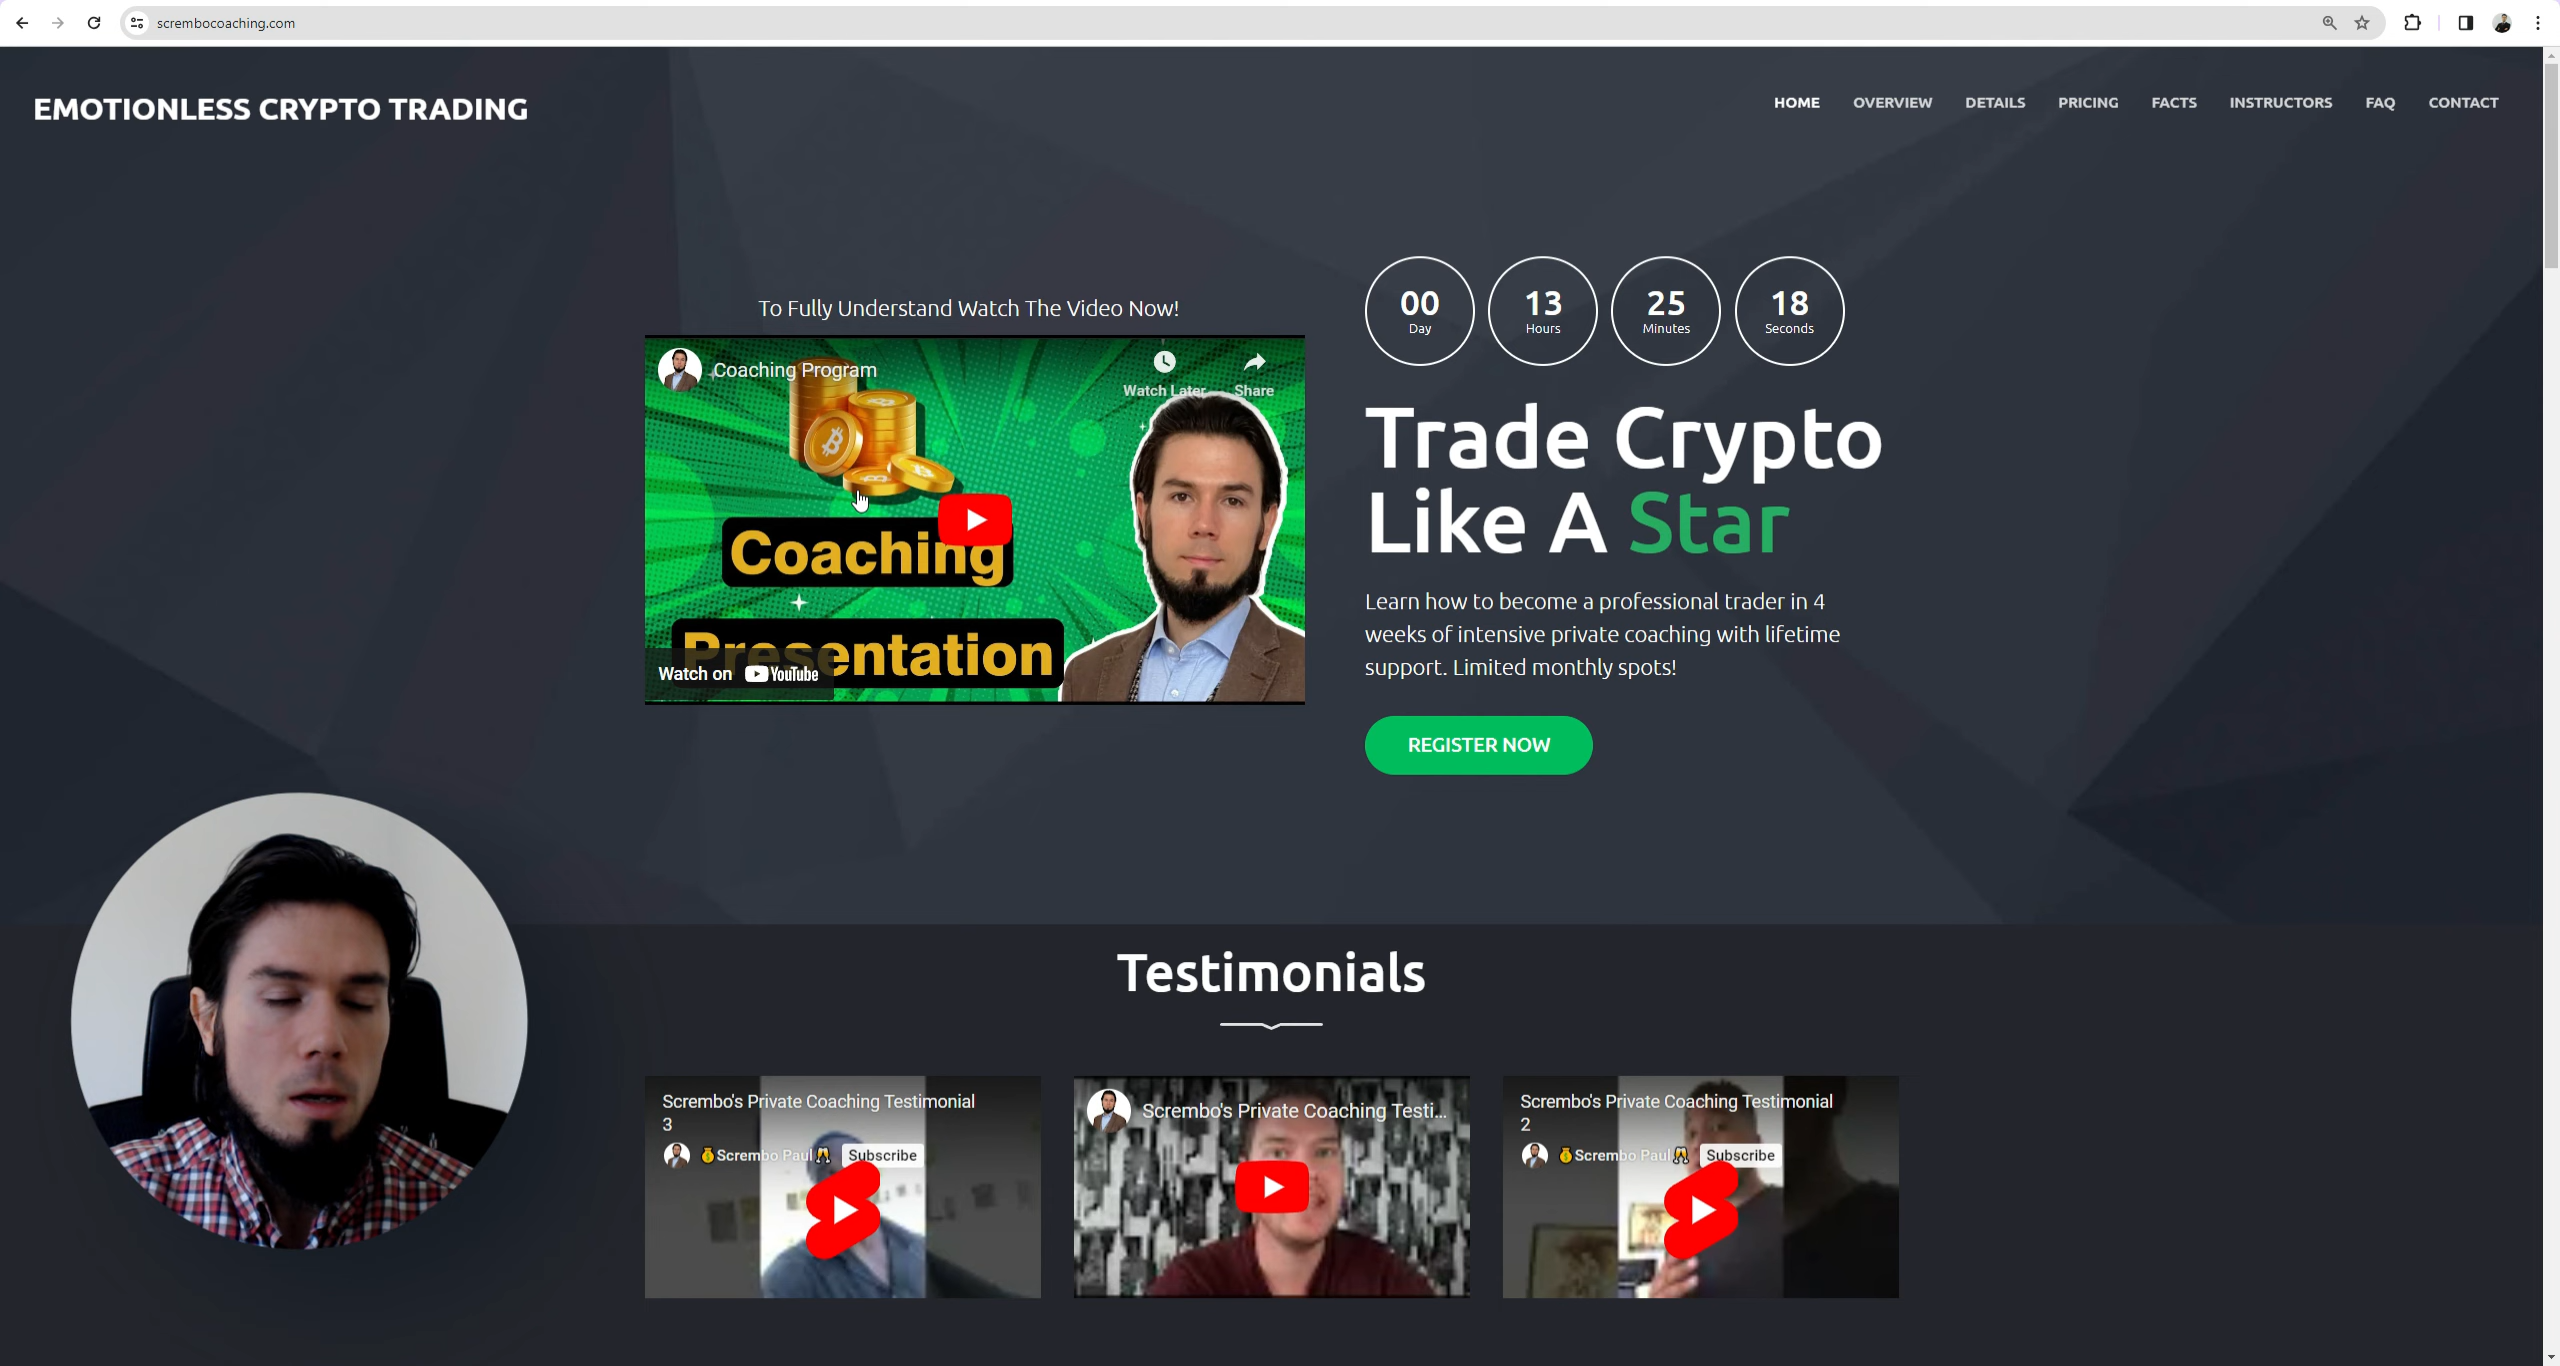 scrembocoaching.com
EMOTIONLESS CRYPTO TRADING
HOME OVERVIEW DETAILS PRICING FACTS INSTRUCTORS FAQ CONTACT
To Fully Understand Watch The Video Now!
Coaching Program
Watch Later Share
Coaching
Presentation
Watch on YouTube
00 13 25 18
Day Hours Minutes Seconds
Trade Crypto
Like A Star
Learn how to become a professional trader in 4
weeks of intensive private coaching with lifetime
support. Limited monthly spots!
REGISTER NOW
Testimonials
Scrembo's Private Coaching Testimonial
3
💰Scrembo Paul🥂 Subscribe
Scrembo's Private Coaching Testi...
Scrembo's Private Coaching Testimonial
2
💰Scrembo Paul🥂 Subscribe